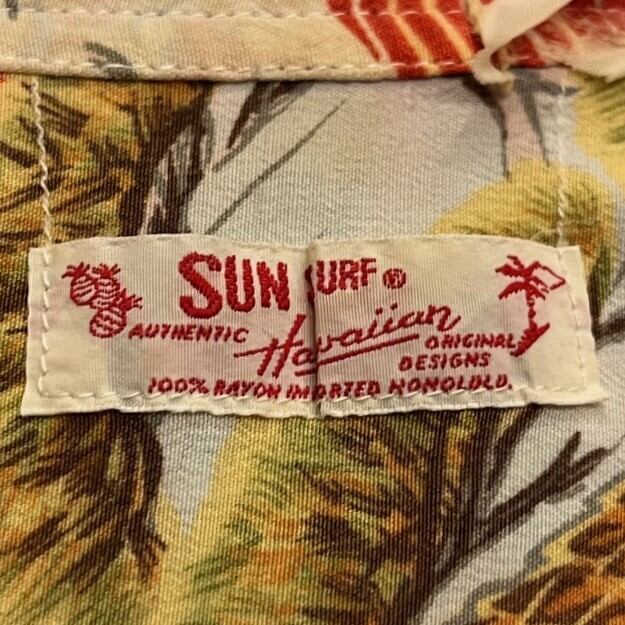 SUN SURF ®
AUTHENTIC Hawaiian ORIGINAL
DESIGNS
100% RAYON IMPORTED HONOLULU.